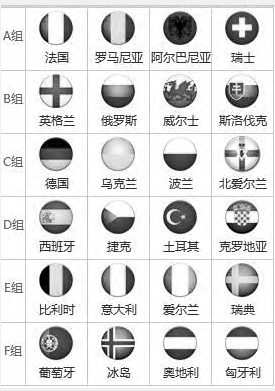 A组
法国 罗马尼亚 阿尔巴尼亚 瑞士
B组
英格兰 俄罗斯 威尔士 斯洛伐克
C组
德国 乌克兰 波兰 北爱尔兰
D组
西班牙 捷克 土耳其 克罗地亚
E组
比利时 意大利 爱尔兰 瑞典
F组
葡萄牙 冰岛 奥地利 匈牙利